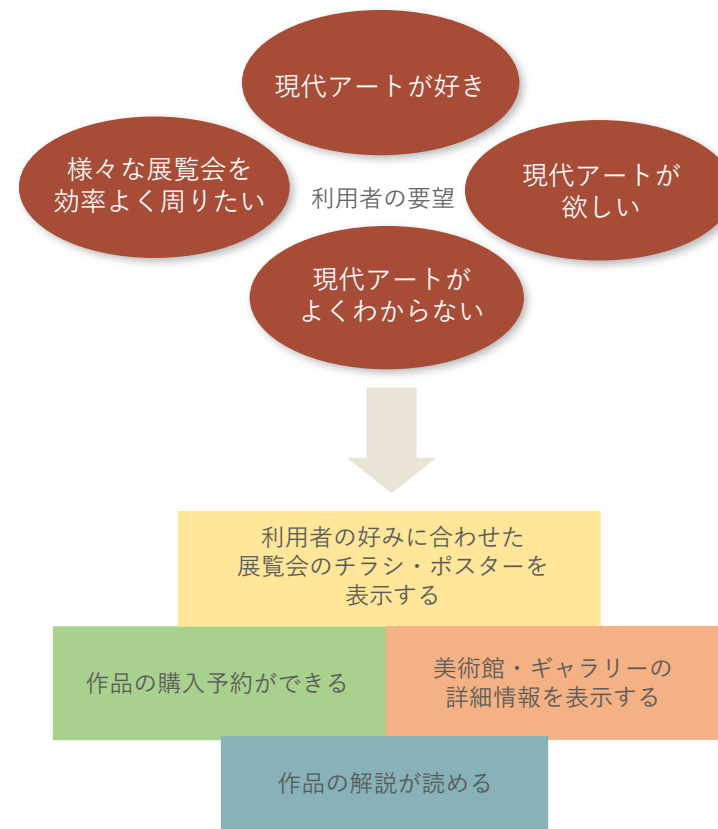 現代アートが好き
様々な展覧会を
効率よく周りたい
利用者の要望
現代アートが
欲しい
現代アートが
よくわからない
利用者の好みに合わせた
展覧会のチラシ・ポスターを
表示する
作品の購入予約ができる
美術館・ギャラリーの
詳細情報を表示する
作品の解説が読める